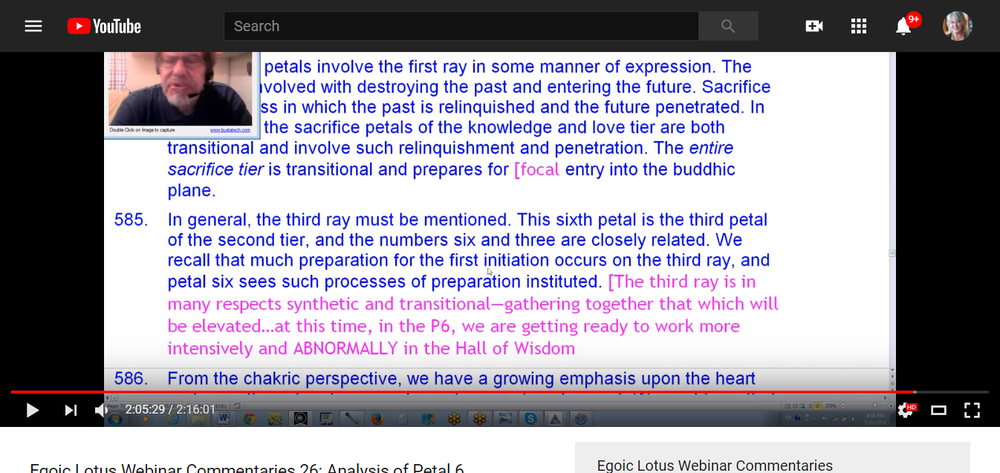 YouTube
Search
9+
petals involve the first ray in some manner of expression. The
volved with destroying the past and entering the future. Sacrifice
ss in which the past is relinquished and the future penetrated. In
the sacrifice petals of the knowledge and love tier are both
Double Click on Image to capture.
www.bustatech.com
transitional and involve such relinquishment and penetration. The entire
sacrifice tier is transitional and prepares for [focal entry into the buddhic
plane.
585. In general, the third ray must be mentioned. This sixth petal is the third petal
of the second tier, and the numbers six and three are closely related. We
recall that much preparation for the first initiation occurs on the third ray, and
petal six sees such processes of preparation instituted. [The third ray is in
many respects synthetic and transitional—gathering together that which will
be elevated...at this time, in the P6, we are getting ready to work more
intensively and ABNORMALLY in the Hall of Wisdom
586. From the chakric perspective, we have a growing emphasis upon the heart
270%
2:05:29 / 2:16:01
HD
Egoic Lotus Webinar Commentaries 26: Analysis of Petal 6
Egoic Lotus Webinar Commentaries